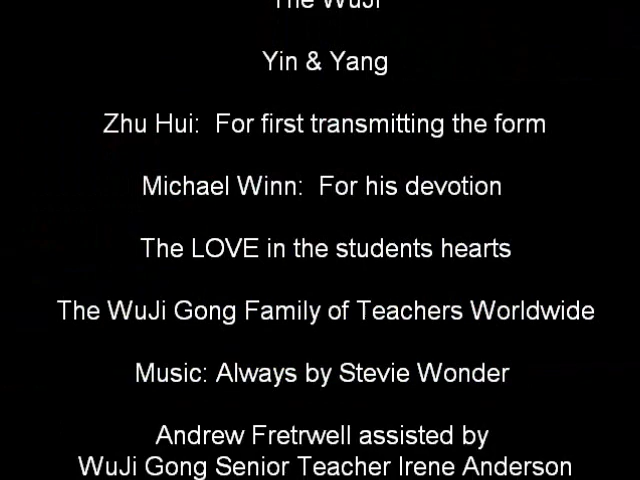 The WuJi
Yin & Yang
Zhu Hui: For first transmitting the form
Michael Winn: For his devotion
The LOVE in the students hearts
The WuJi Gong Family of Teachers Worldwide
Music: Always by Stevie Wonder
Andrew Fretrwell assisted by
WuJi Gong Senior Teacher Irene Anderson